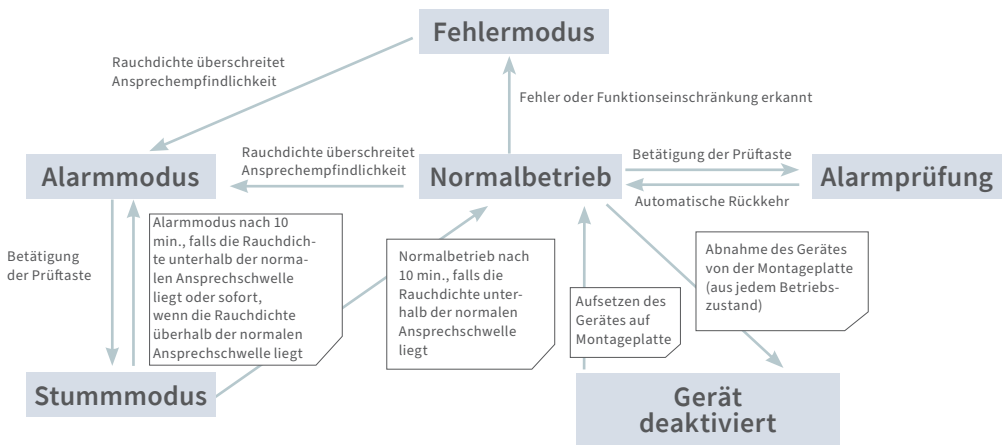 Fehlermodus
Rauchdichte überschreitet
Ansprechempfindlichkeit
Fehler oder Funktionseinschränkung erkannt
Alarmmodus
Rauchdichte überschreitet
Ansprechempfindlichkeit
Normalbetrieb
Betätigung der Prüftaste
Automatische Rückkehr
Alarmprüfung
Betätigung
der Prüftaste
Alarmmodus nach 10
min., falls die Rauchdich-
te unterhalb der norma-
len Ansprechschwelle
liegt oder sofort,
wenn die Rauchdichte
überhalb der normalen
Ansprechschwelle liegt
Normalbetrieb nach
10 min., falls die
Rauchdichte unter-
halb der normalen
Ansprechschwelle
liegt
Aufsetzen des
Gerätes auf
Montageplatte
Abnahme des Gerätes
von der Montageplatte
(aus jedem Betriebs-
zustand)
Stummmodus
Gerät
deaktiviert